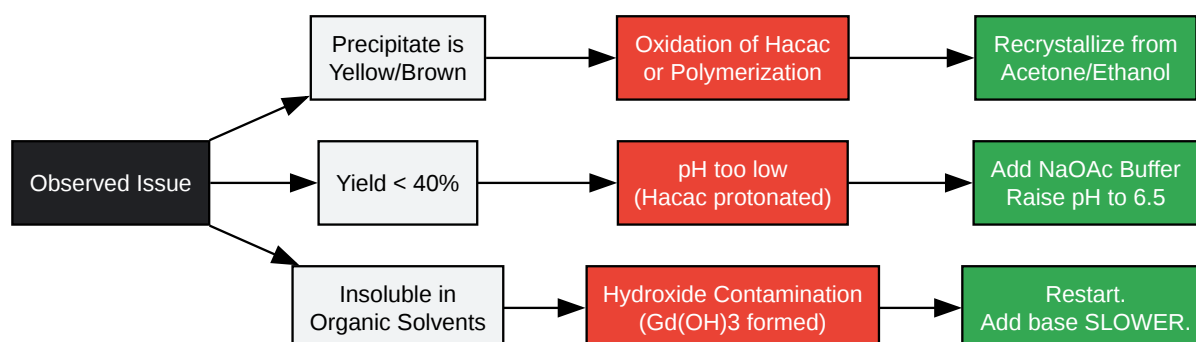 Precipitate is
Yellow/Brown
Oxidation of Hacac
or Polymerization
Recrystallize from
Acetone/Ethanol
Observed Issue
Yield < 40%
pH too low
(Hacac protonated)
Add NaOAc Buffer
Raise pH to 6.5
Insoluble in
Organic Solvents
Hydroxide Contamination
(Gd(OH)3 formed)
Restart.
Add base SLOWER.